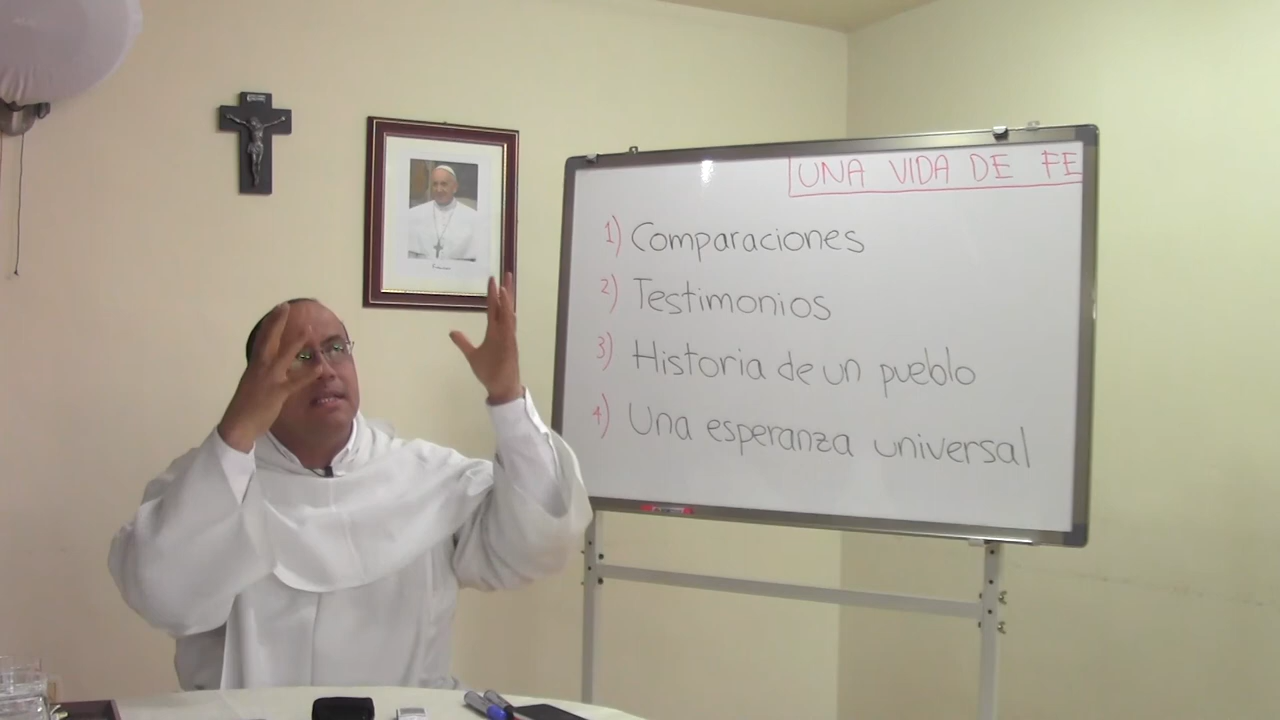 UNA VIDA DE FE
1) Comparaciones
2) Testimonios
3) Historia de un pueblo
4) Una esperanza universal